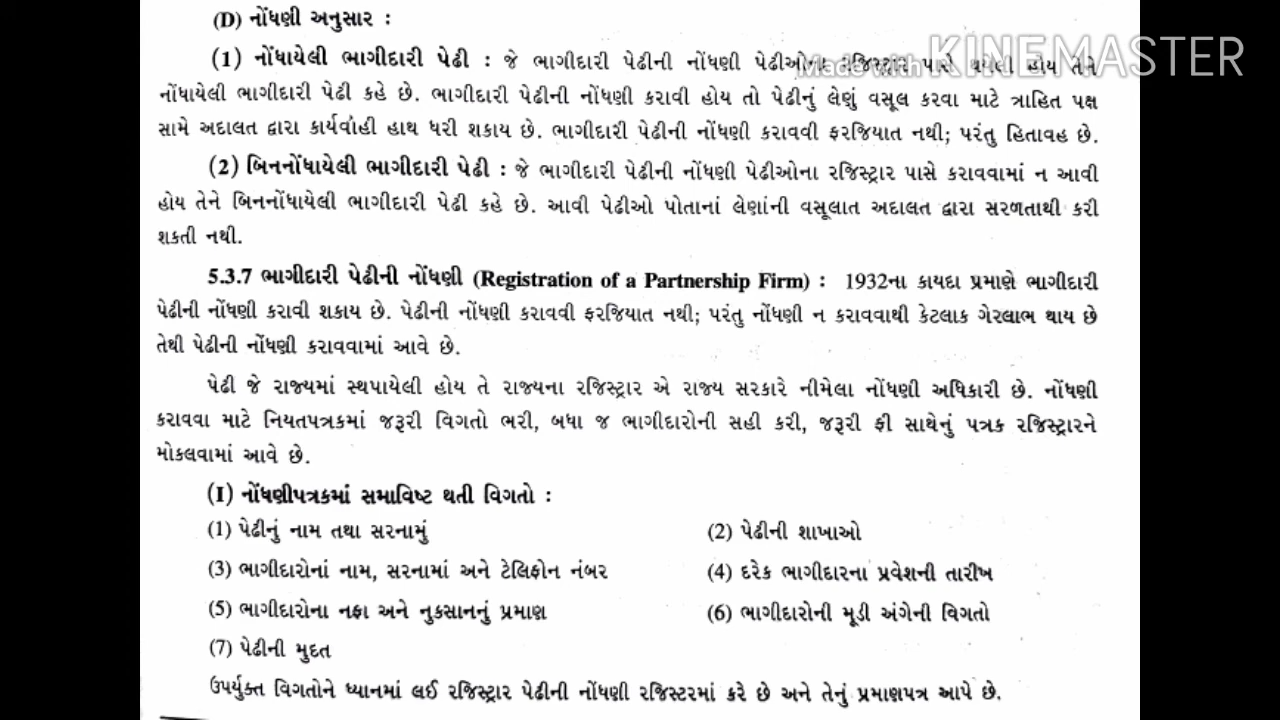 (D) નોંધણી અનુસાર :
(1) નોંધાયેલી ભાગીદારી પેઢી : જે ભાગીદારી પેઢીની નોંધણી પેઢીઓના રજિસ્ટ્રાર પાસે થયેલી હોય તેને
Made with KINEMASTER
નોંધાયેલી ભાગીદારી પેઢી કહે છે. ભાગીદારી પેઢીની નોંધણી કરાવી હોય તો પેઢીનું લેણું વસૂલ કરવા માટે ત્રાહિત પક્ષ
સામે અદાલત દ્વારા કાર્યવાહી હાથ ધરી શકાય છે. ભાગીદારી પેઢીની નોંધણી કરાવવી ફરજિયાત નથી; પરંતુ હિતાવહ છે.
(2) બિનનોંધાયેલી ભાગીદારી પેઢી : જે ભાગીદારી પેઢીની નોંધણી પેઢીઓના રજિસ્ટ્રાર પાસે કરાવવામાં ન આવી
હોય તેને બિનનોંધાયેલી ભાગીદારી પેઢી કહે છે. આવી પેઢીઓ પોતાનાં લેણાંની વસૂલાત અદાલત દ્વારા સરળતાથી કરી
શકતી નથી.
5.3.7 ભાગીદારી પેઢીની નોંધણી (Registration of a Partnership Firm) : 1932ના કાયદા પ્રમાણે ભાગીદારી
પેઢીની નોંધણી કરાવી શકાય છે. પેઢીની નોંધણી કરાવવી ફરજિયાત નથી; પરંતુ નોંધણી ન કરાવવાથી કેટલાક ગેરલાભ થાય છે
તેથી પેઢીની નોંધણી કરાવવામાં આવે છે.
પેઢી જે રાજ્યમાં સ્થપાયેલી હોય તે રાજ્યના રજિસ્ટ્રાર એ રાજ્ય સરકારે નીમેલા નોંધણી અધિકારી છે. નોંધણી
કરાવવા માટે નિયતપત્રકમાં જરૂરી વિગતો ભરી, બધા જ ભાગીદારોની સહી કરી, જરૂરી ફી સાથેનું પત્રક રજિસ્ટ્રારને
મોકલવામાં આવે છે.
(I) નોંધણીપત્રકમાં સમાવિષ્ટ થતી વિગતો :
(1) પેઢીનું નામ તથા સરનામું (2) પેઢીની શાખાઓ
(3) ભાગીદારોનાં નામ, સરનામાં અને ટેલિફોન નંબર (4) દરેક ભાગીદારના પ્રવેશની તારીખ
(5) ભાગીદારોના નફા અને નુકસાનનું પ્રમાણ (6) ભાગીદારોની મૂડી અંગેની વિગતો
(7) પેઢીની મુદત
ઉપર્યુક્ત વિગતોને ધ્યાનમાં લઈ રજિસ્ટ્રાર પેઢીની નોંધણી રજિસ્ટરમાં કરે છે અને તેનું પ્રમાણપત્ર આપે છે.